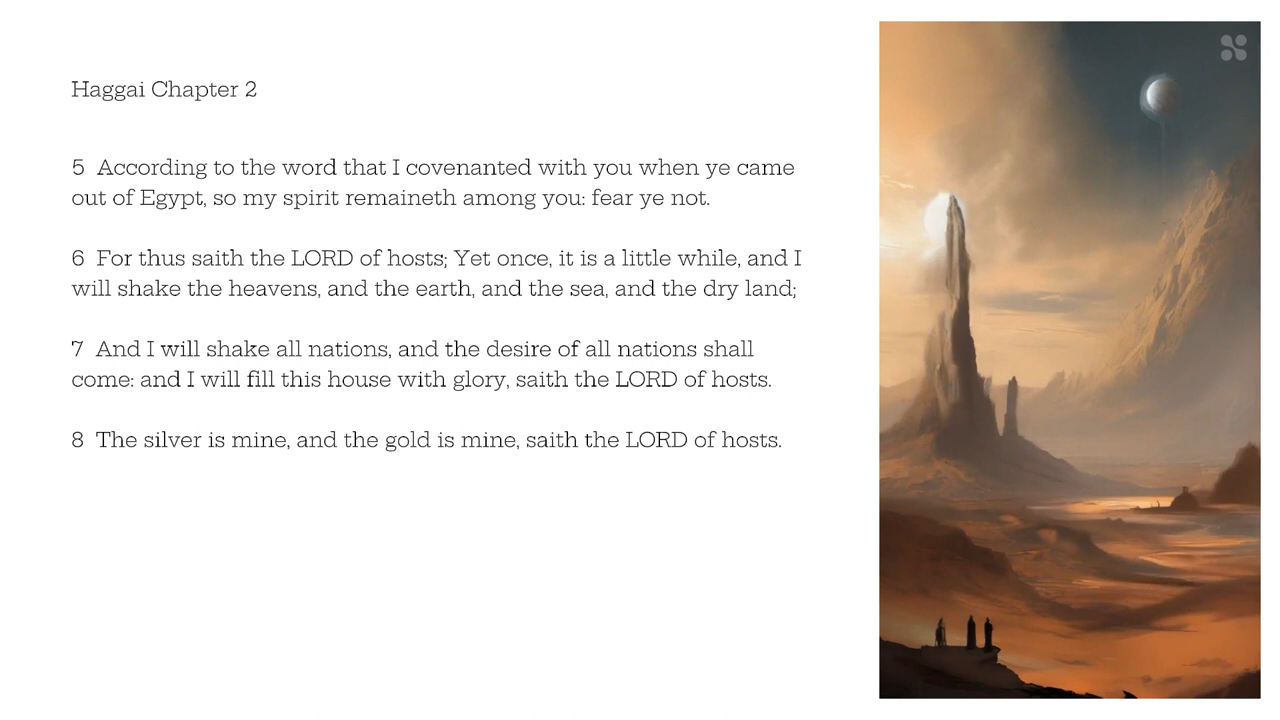 Haggai Chapter 2
5 According to the word that I covenanted with you when ye came
out of Egypt, so my spirit remaineth among you: fear ye not.
6 For thus saith the LORD of hosts; Yet once, it is a little while, and I
will shake the heavens, and the earth, and the sea, and the dry land;
7 And I will shake all nations, and the desire of all nations shall
come: and I will fill this house with glory, saith the LORD of hosts.
8 The silver is mine, and the gold is mine, saith the LORD of hosts.